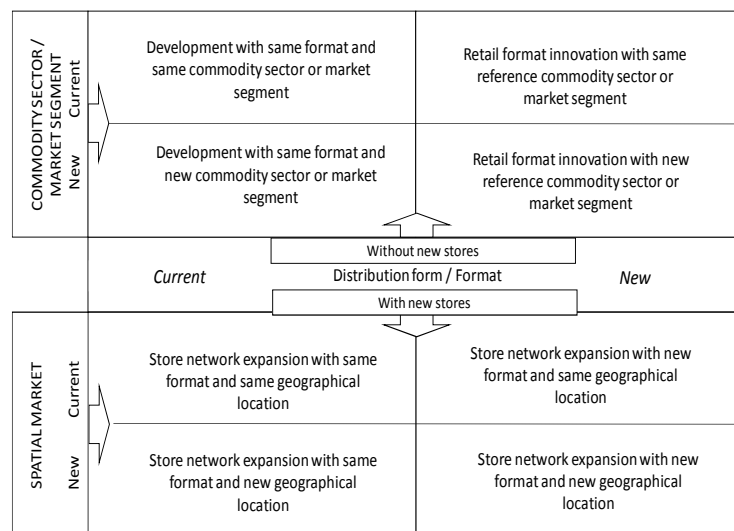 COMMODITY SECTOR /
MARKET SEGMENT
Current
New
Development with same format and
same commodity sector or market
segment
Retail format innovation with same
reference commodity sector or
market segment
Development with same format and
new commodity sector or market
segment
Retail format innovation with new
reference commodity sector or
market segment
Without new stores
Current
Distribution form / Format
New
With new stores
SPATIAL MARKET
Current
New
Store network expansion with same
format and same geographical
location
Store network expansion with new
format and same geographical
location
Store network expansion with same
format and new geographical
location
Store network expansion with new
format and new geographical
location